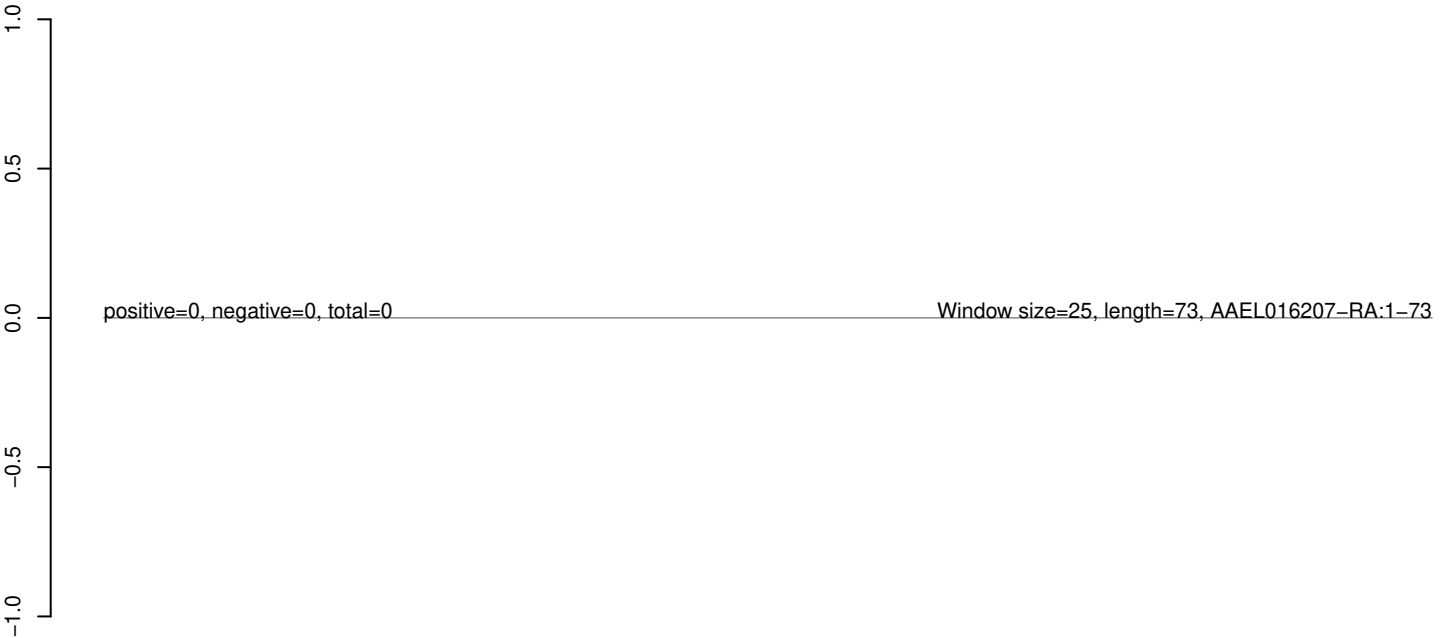 1.0
0.5
0.0
−0.5
−1.0
positive=0, negative=0, total=0
Window size=25, length=73, AAEL016207−RA:1−73